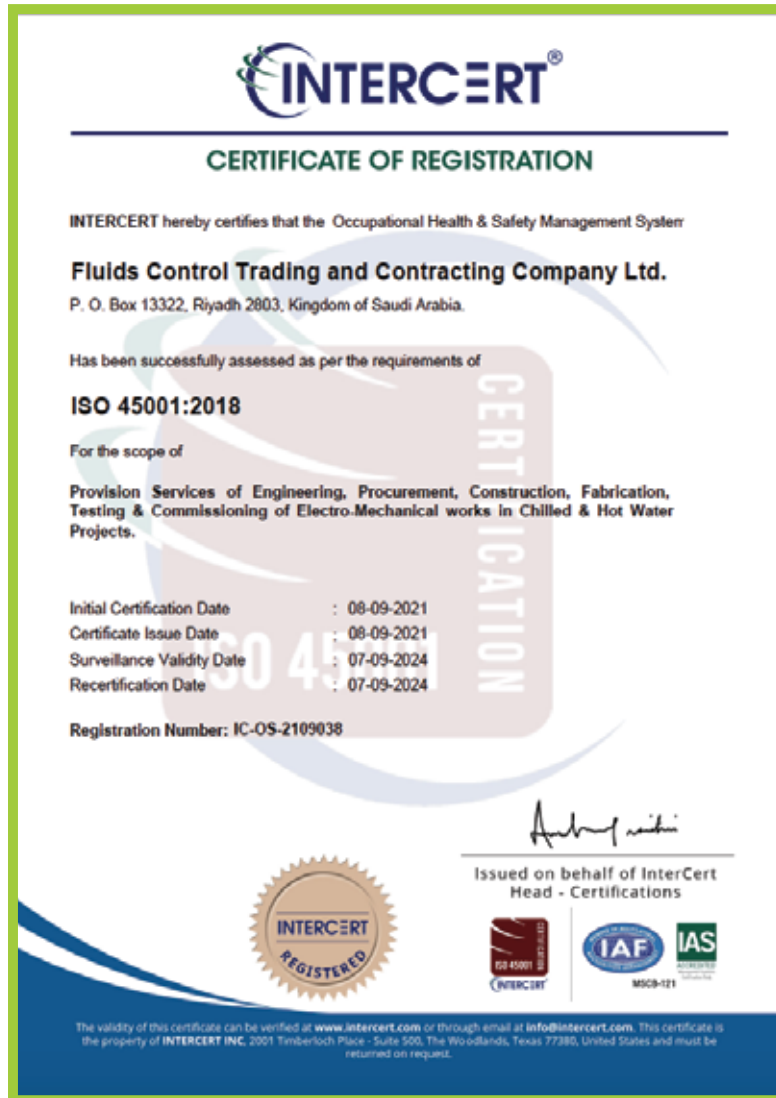 INTERCERT®
CERTIFICATE OF REGISTRATION
INTERCERT hereby certifies that the Occupational Health & Safety Management System
Fluids Control Trading and Contracting Company Ltd.
P. O. Box 13322, Riyadh 2803, Kingdom of Saudi Arabia.
Has been successfully assessed as per the requirements of
ISO 45001:2018
For the scope of
Provision Services of Engineering, Procurement, Construction, Fabrication,
Testing & Commissioning of Electro-Mechanical works in Chilled & Hot Water
Projects.
Initial Certification Date : 08-09-2021
Certificate Issue Date : 08-09-2021
Surveillance Validity Date : 07-09-2024
Recertification Date : 07-09-2024
Registration Number: IC-OS-2109038
CERTIFICATION
ISO 45001
Issued on behalf of InterCert
Head - Certifications
INTERCERT
REGISTERED
ISO 45001
CERTIFICATION
INTERCERT
IAF
IAS
ACCREDITED
MSCB-121
The validity of this certificate can be verified at www.intercert.com or through email at info@intercert.com. This certificate is
the property of INTERCERT INC, 2001 Timberloch Place - Suite 500, The Woodlands, Texas 77380, United States and must be
returned on request.